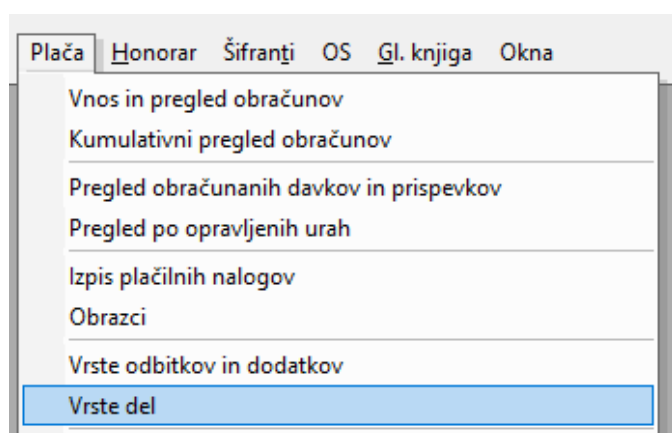 Plača Honorar Šifranti OS Gl. knjiga Okna
Vnos in pregled obračunov
Kumulativni pregled obračunov
Pregled obračunanih davkov in prispevkov
Pregled po opravljenih urah
Izpis plačilnih nalogov
Obrazci
Vrste odbitkov in dodatkov
Vrste del